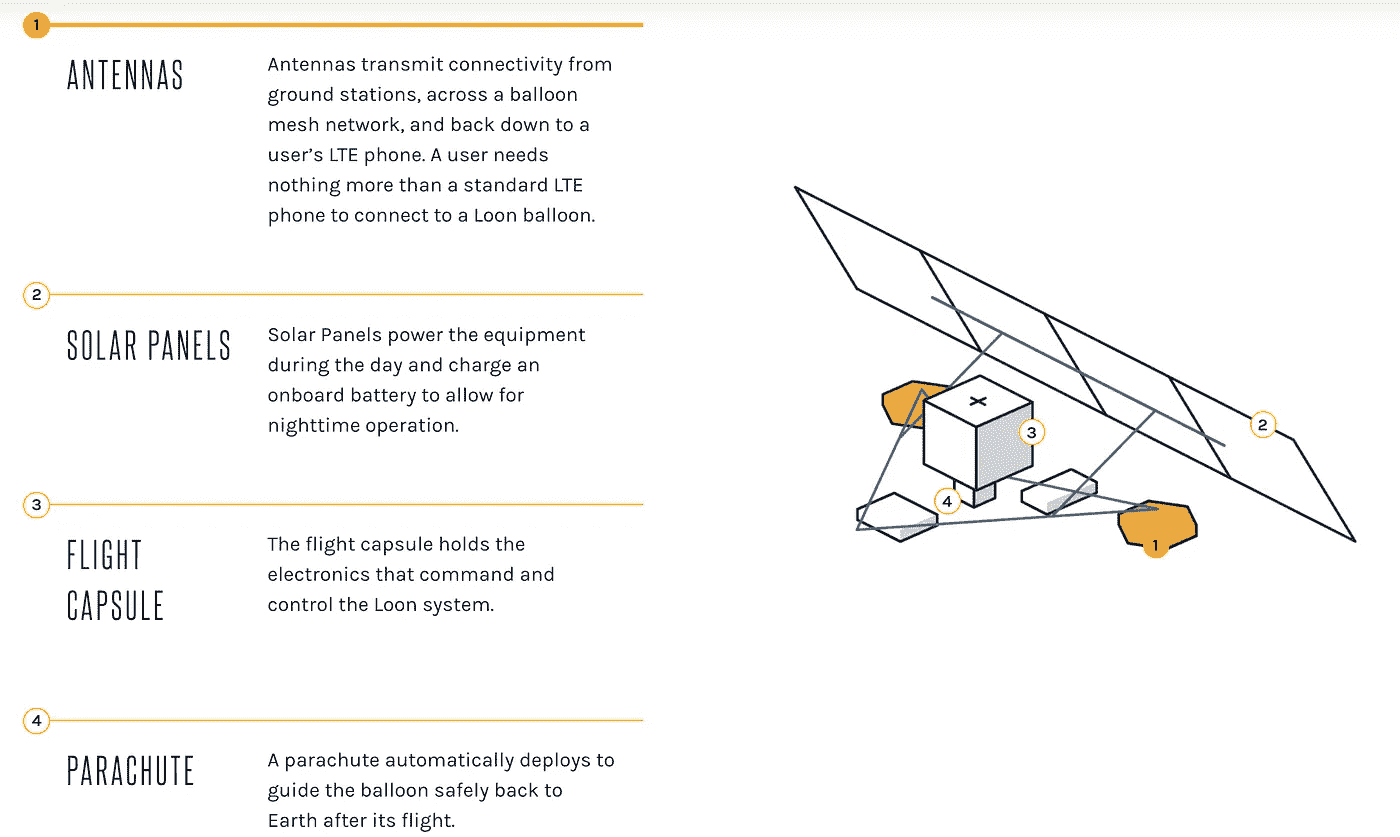 1
ANTENNAS
Antennas transmit connectivity from
ground stations, across a balloon
mesh network, and back down to a
user’s LTE phone. A user needs
nothing more than a standard LTE
phone to connect to a Loon balloon.
2
SOLAR PANELS
Solar Panels power the equipment
during the day and charge an
onboard battery to allow for
nighttime operation.
3
FLIGHT
CAPSULE
The flight capsule holds the
electronics that command and
control the Loon system.
4
PARACHUTE
A parachute automatically deploys to
guide the balloon safely back to
Earth after its flight.
2
3
4
1